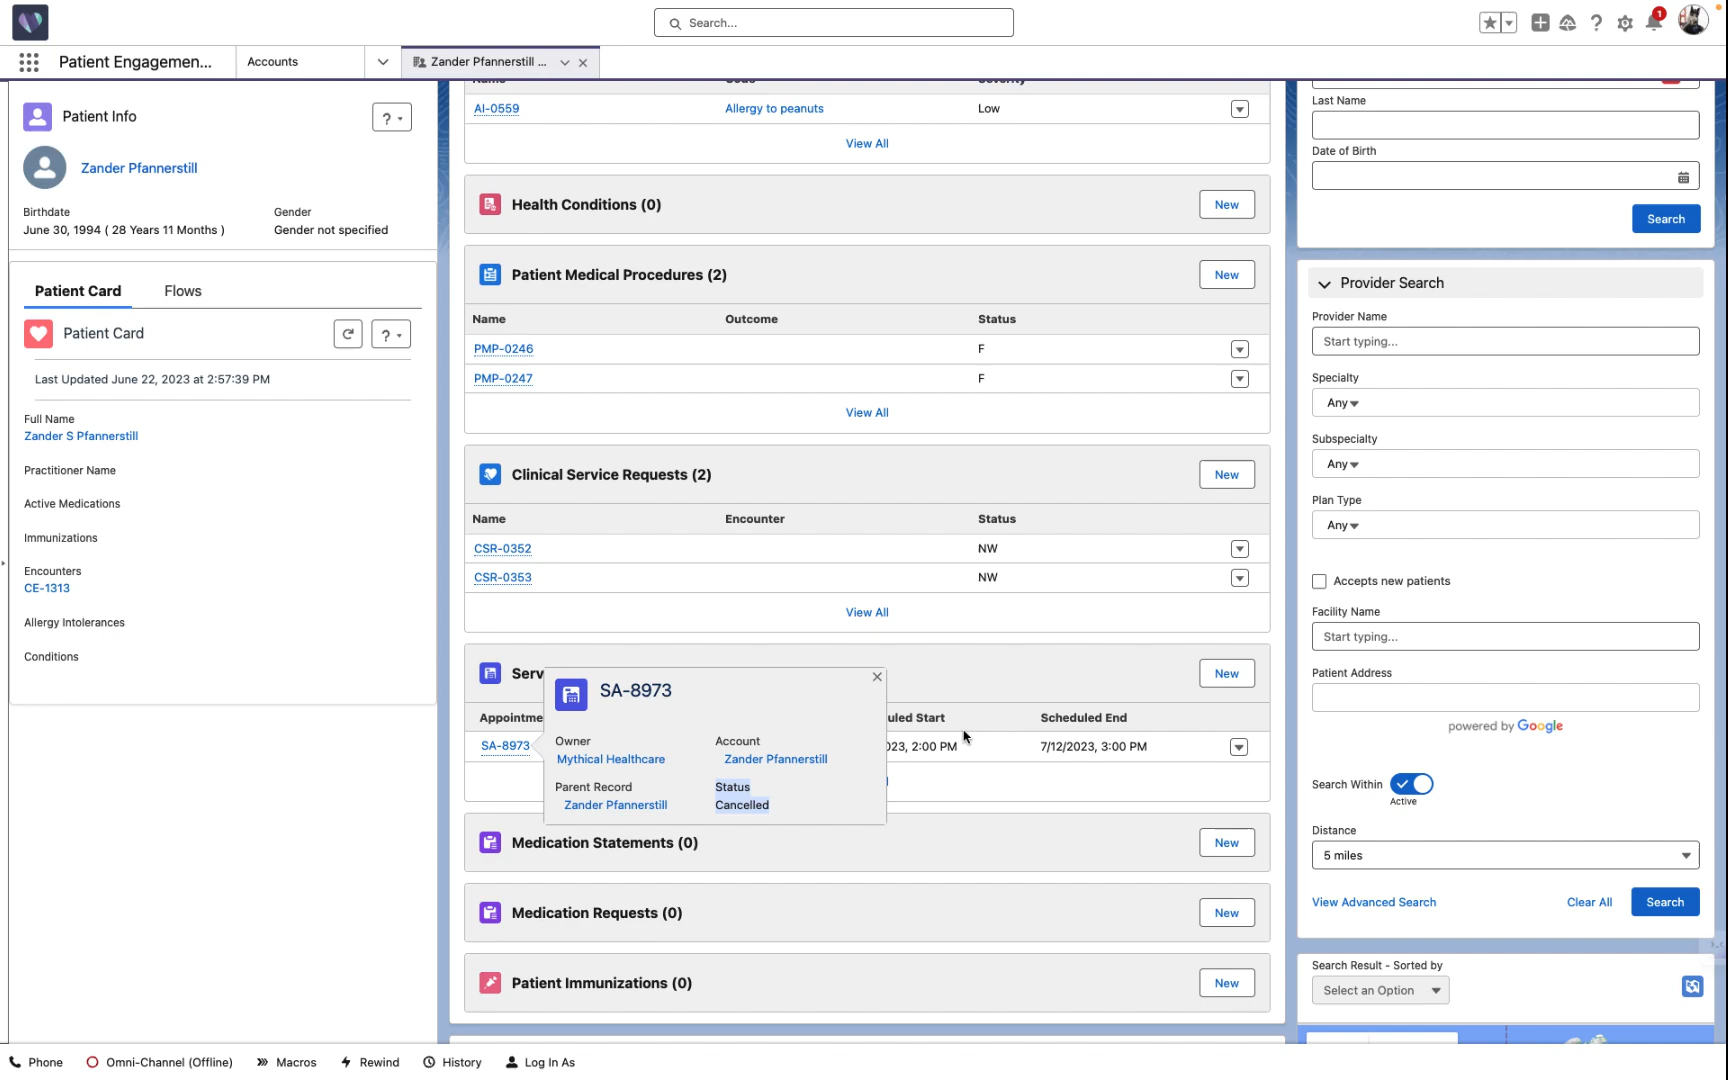 Search...
1
Patient Engagemen...
Accounts
Zander Pfannerstill ...
Patient Info
?
Zander Pfannerstill
Birthdate
June 30, 1994 ( 28 Years 11 Months )
Gender
Gender not specified
Patient Card
Flows
Patient Card
?
Last Updated June 22, 2023 at 2:57:39 PM
Full Name
Zander S Pfannerstill
Practitioner Name
Active Medications
Immunizations
Encounters
CE-1313
Allergy Intolerances
Conditions
AI-0559 Allergy to peanuts Low
View All
Health Conditions (0)
New
Patient Medical Procedures (2)
New
Name Outcome Status
PMP-0246 F
PMP-0247 F
View All
Clinical Service Requests (2)
New
Name Encounter Status
CSR-0352 NW
CSR-0353 NW
View All
Serv
New
Appointme uled Start Scheduled End
SA-8973 023, 2:00 PM 7/12/2023, 3:00 PM
SA-8973
Owner
Mythical Healthcare
Account
Zander Pfannerstill
Parent Record
Zander Pfannerstill
Status
Cancelled
Medication Statements (0)
New
Medication Requests (0)
New
Patient Immunizations (0)
New
Last Name
Date of Birth
Search
Provider Search
Provider Name
Start typing...
Specialty
Any
Subspecialty
Any
Plan Type
Any
Accepts new patients
Facility Name
Start typing...
Patient Address
powered by Google
Search Within
Active
Distance
5 miles
View Advanced Search
Clear All
Search
Search Result - Sorted by
Select an Option
Phone
Omni-Channel (Offline)
Macros
Rewind
History
Log In As